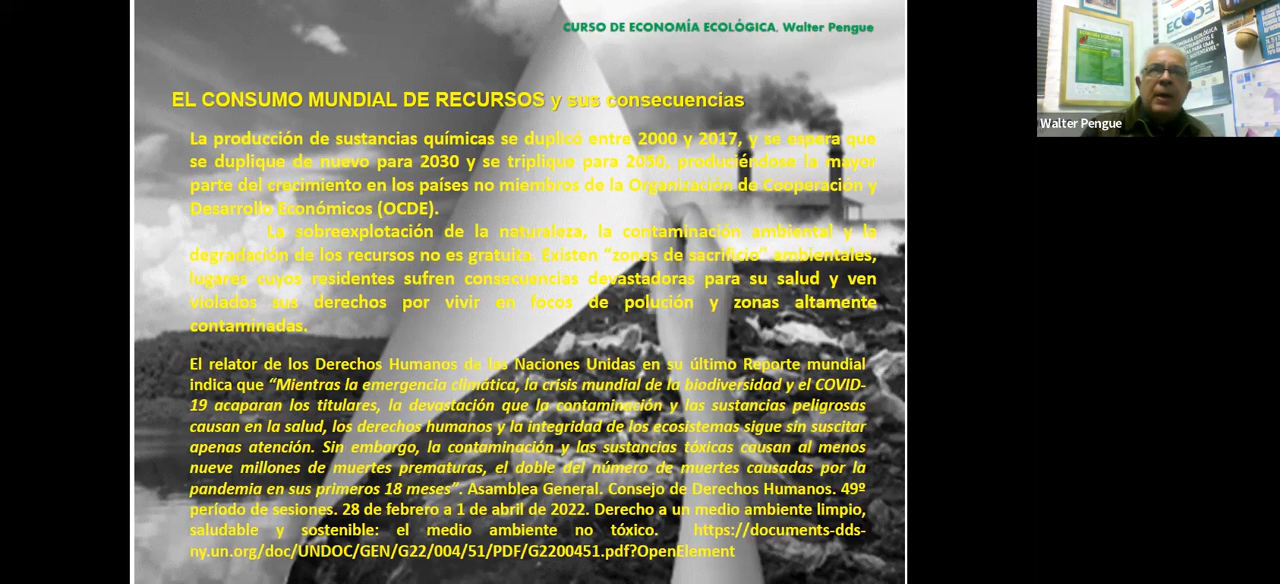 CURSO DE ECONOMÍA ECOLÓGICA. Walter Pengue
EL CONSUMO MUNDIAL DE RECURSOS y sus consecuencias
La producción de sustancias químicas se duplicó entre 2000 y 2017, y se espera que
se duplique de nuevo para 2030 y se triplique para 2050, produciéndose la mayor
parte del crecimiento en los países no miembros de la Organización de Cooperación y
Desarrollo Económicos (OCDE).
La sobreexplotación de la naturaleza, la contaminación ambiental y la
degradación de los recursos no es gratuita. Existen “zonas de sacrificio” ambientales,
lugares cuyos residentes sufren consecuencias devastadoras para su salud y ven
violados sus derechos por vivir en focos de polución y zonas altamente
contaminadas.
El relator de los Derechos Humanos de las Naciones Unidas en su último Reporte mundial
indica que “Mientras la emergencia climática, la crisis mundial de la biodiversidad y el COVID-
19 acaparan los titulares, la devastación que la contaminación y las sustancias peligrosas
causan en la salud, los derechos humanos y la integridad de los ecosistemas sigue sin suscitar
apenas atención. Sin embargo, la contaminación y las sustancias tóxicas causan al menos
nueve millones de muertes prematuras, el doble del número de muertes causadas por la
pandemia en sus primeros 18 meses”. Asamblea General. Consejo de Derechos Humanos. 49º
período de sesiones. 28 de febrero a 1 de abril de 2022. Derecho a un medio ambiente limpio,
saludable y sostenible: el medio ambiente no tóxico. https://documents-dds-
ny.un.org/doc/UNDOC/GEN/G22/004/51/PDF/G2200451.pdf?OpenElement
Walter Pengue